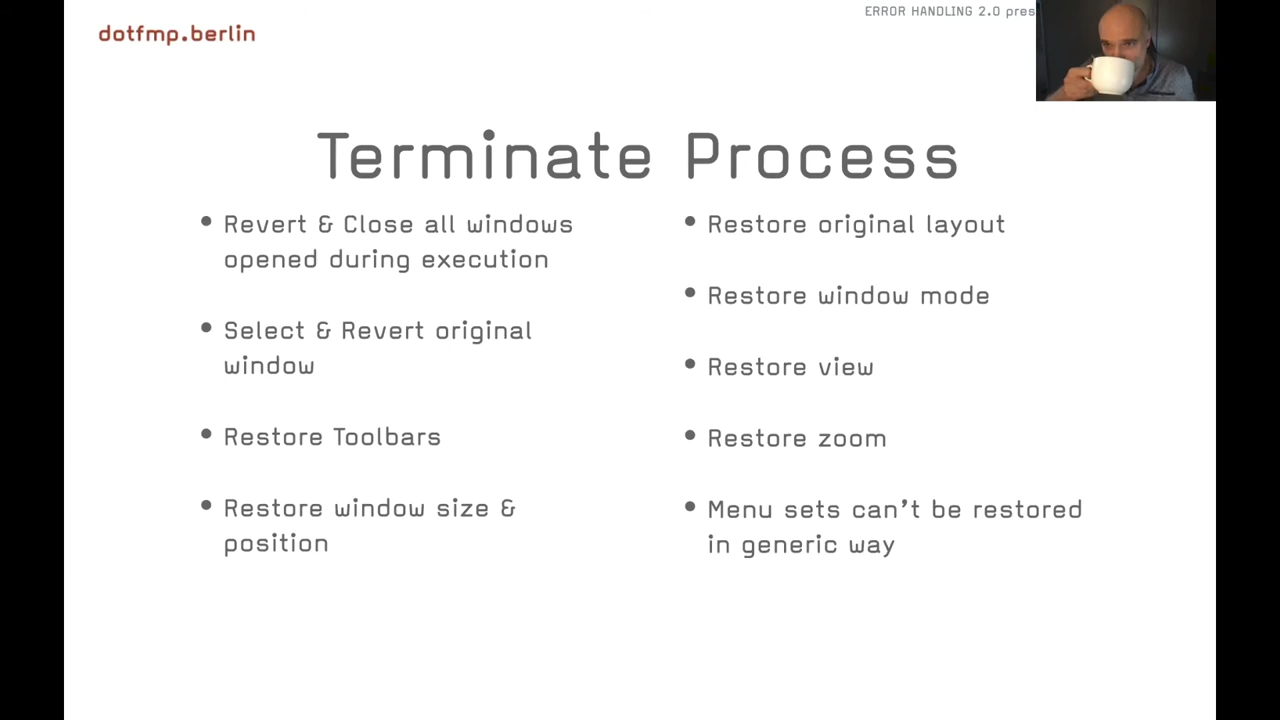 dotfmp.berlin
ERROR HANDLING 2.0 pres
Terminate Process
• Revert & Close all windows
opened during execution
• Select & Revert original
window
• Restore Toolbars
• Restore window size &
position
• Restore original layout
• Restore window mode
• Restore view
• Restore zoom
• Menu sets can't be restored
in generic way